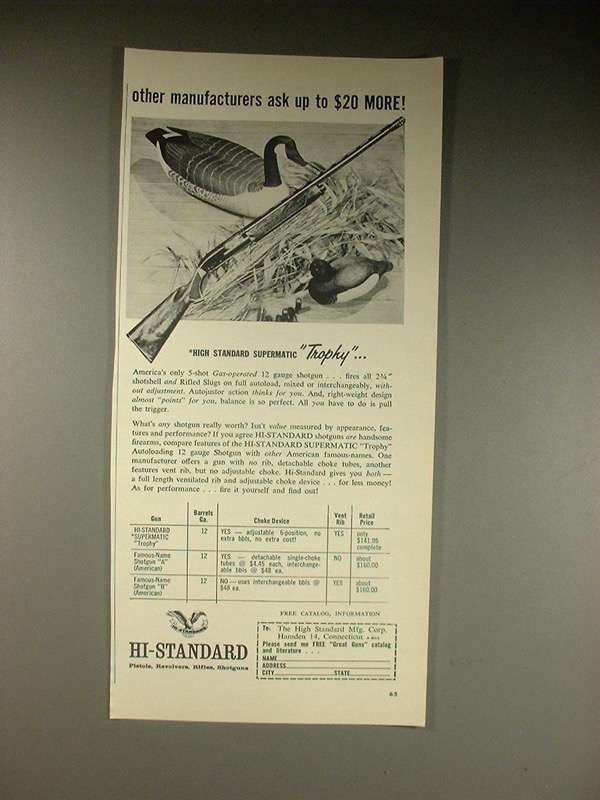 other manufacturers ask up to $20 MORE!
*HIGH STANDARD SUPERMATIC "Trophy"...
America's only 5-shot Gas-operated 12 gauge shotgun . . . fires all 2¾"
shotshell and Rifled Slugs on full autoload, mixed or interchangeably, with-
out adjustment. Autojustor action thinks for you. And, right-weight design
almost "points" for you, balance is so perfect. All you have to do is pull
the trigger.
What's any shotgun really worth? Isn't value measured by appearance, fea-
tures and performance? If you agree HI-STANDARD shotguns are handsome
firearms, compare features of the HI-STANDARD SUPERMATIC "Trophy"
Autoloading 12 gauge Shotgun with other American famous-names. One
manufacturer offers a gun with no rib, detachable choke tubes, another
features vent rib, but no adjustable choke. Hi-Standard gives you both —
a full length ventilated rib and adjustable choke device . . . for less money!
As for performance . . . fire it yourself and find out!
Gun Barrels Ga. Choke Device Vent Rib Retail Price
HI-STANDARD *SUPERMATIC "Trophy" 12 YES — adjustable 6-position, no extra bbls, no extra cost! YES only $141.95 complete
Famous-Name Shotgun "A" (American) 12 YES — detachable single-choke tubes @ $4.45 each, interchange-able bbls @ $48 ea. NO about $160.00
Famous-Name Shotgun "B" (American) 12 NO — uses interchangeable bbls @ $48 ea. YES about $160.00
FREE CATALOG, INFORMATION
To: The High Standard Mfg. Corp.
Hamden 14, Connecticut
Please send me FREE "Great Guns" catalog
and literature . . .
NAME
ADDRESS
CITY STATE
HI-STANDARD
Pistols, Revolvers, Rifles, Shotguns
65